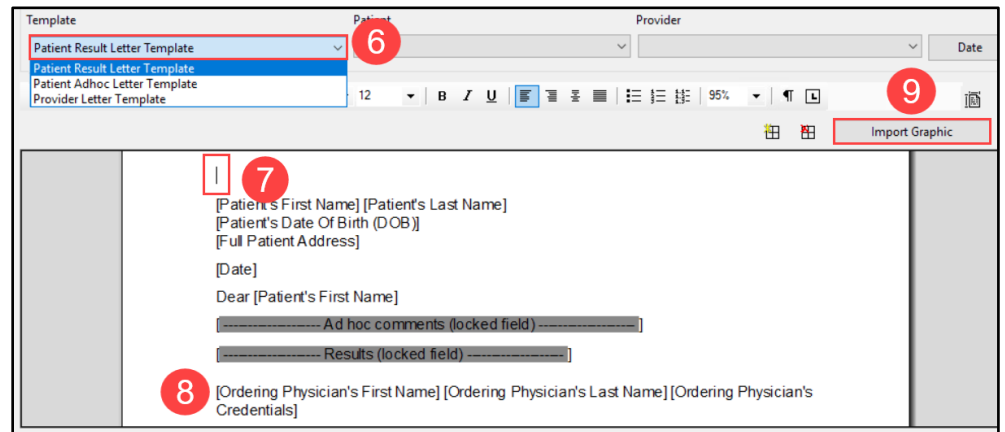 Template
Patient
Provider
Patient Result Letter Template
6
Date
Patient Result Letter Template
Patient Adhoc Letter Template
Provider Letter Template
12
B I U
95%
¶ L
9
Import Graphic
7
[Patient's First Name] [Patient's Last Name]
[Patient's Date Of Birth (DOB)]
[Full Patient Address]
[Date]
Dear [Patient's First Name]
[-------------------- Ad hoc comments (locked field) --------------------]
[-------------------- Results (locked field) --------------------]
8
[Ordering Physician's First Name] [Ordering Physician's Last Name] [Ordering Physician's
Credentials]